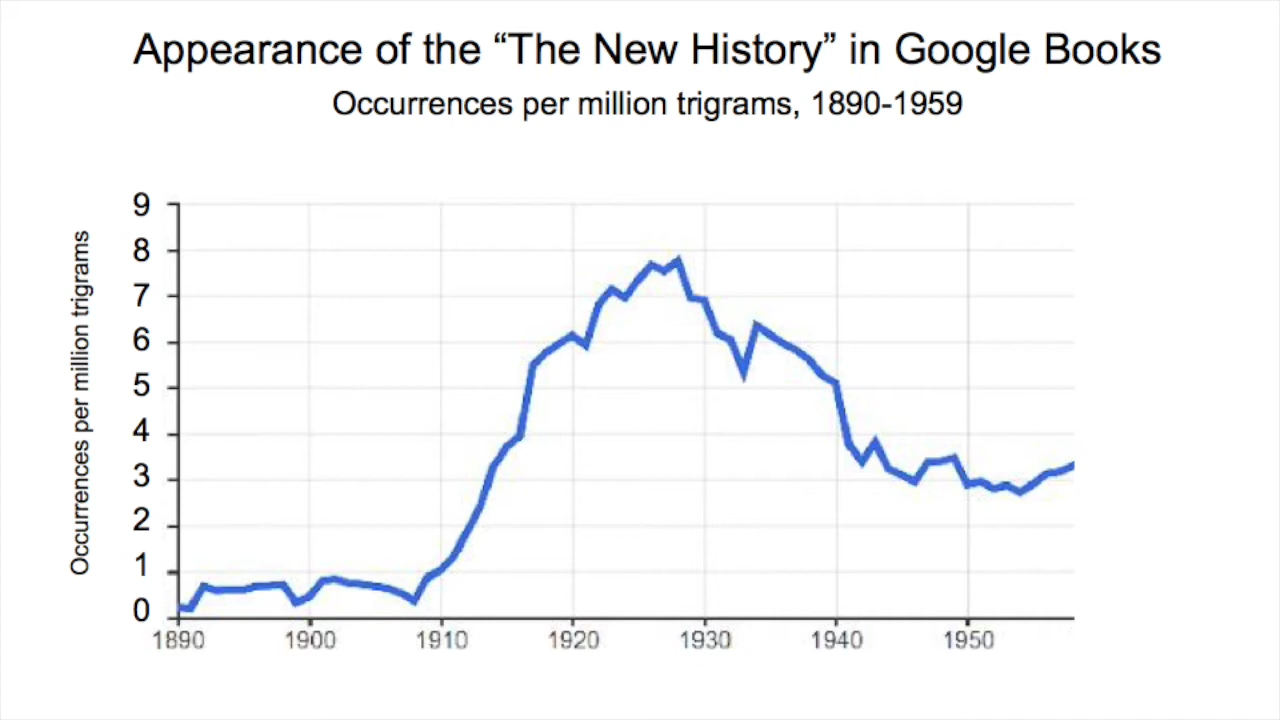 Appearance of the “The New History” in Google Books
Occurrences per million trigrams, 1890-1959
Occurrences per million trigrams
9
8
7
6
5
4
3
2
1
0
1890 1900 1910 1920 1930 1940 1950